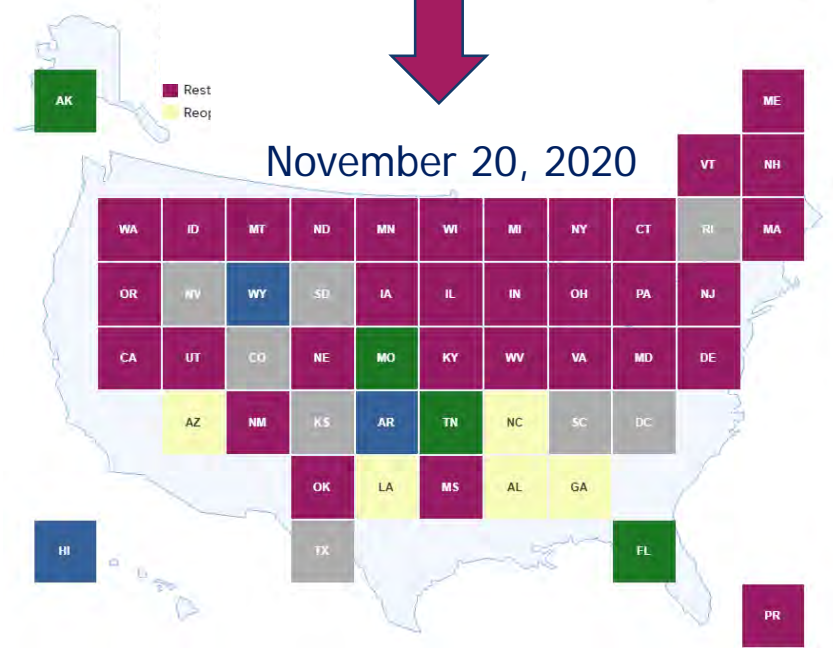 AK
Rest
Reop
ME
November 20, 2020
VT NH
WA ID MT ND MN WI MI NY CT RI MA
OR NV WY SD IA IL IN OH PA NJ
CA UT CO NE MO KY WV VA MD DE
AZ NM KS AR TN NC SC DC
OK LA MS AL GA
HI TX FL
PR